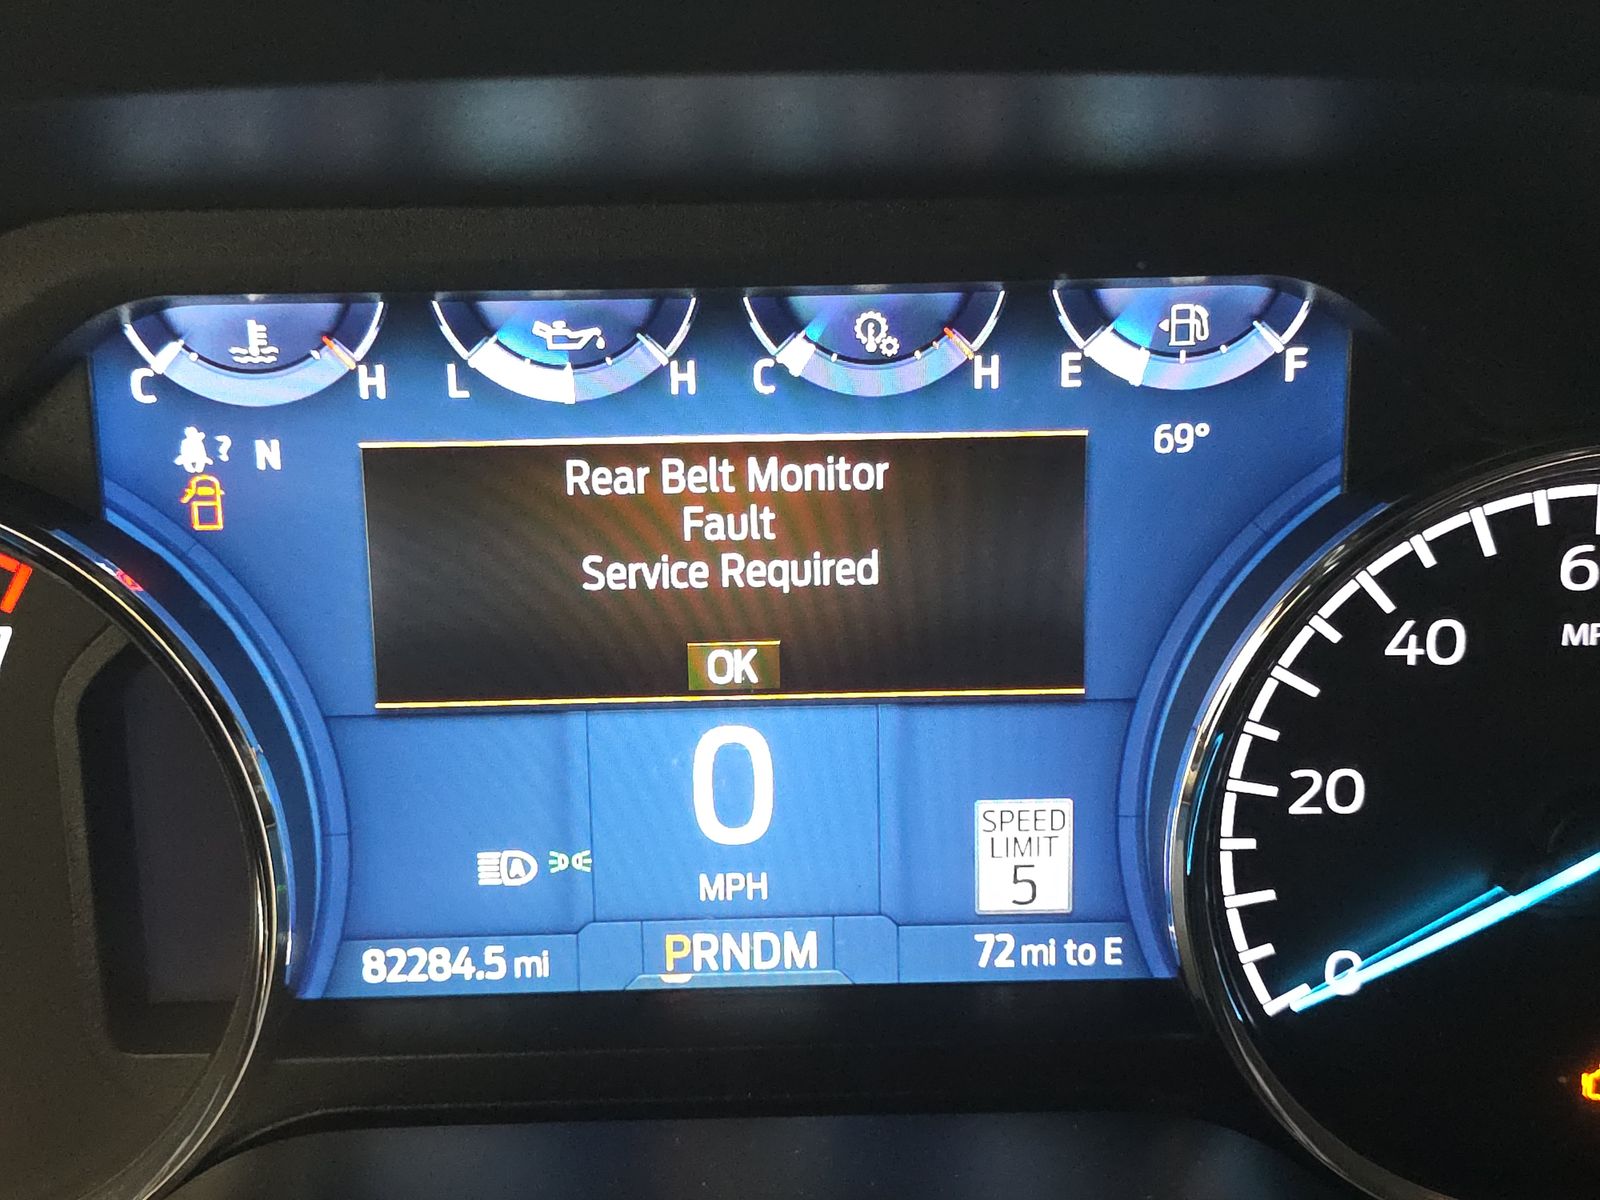 C H L H C H E F
? N
69°
Rear Belt Monitor
Fault
Service Required
OK
0
MPH
SPEED
LIMIT
5
82284.5 mi
PRNDM
72 mi to E
A
0
20
40